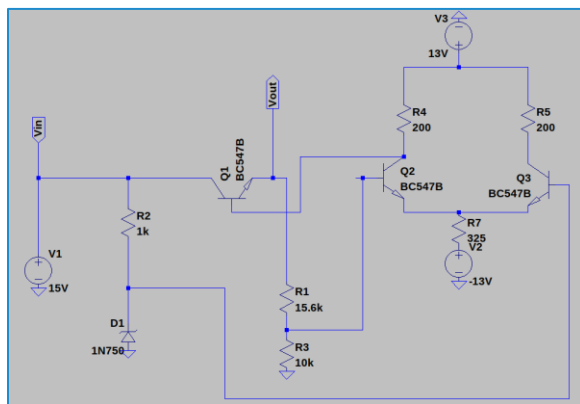 V3
13V
Vin
Vout
R4
200
R5
200
Q1
BC547B
Q2
BC547B
Q3
BC547B
R2
1k
R7
325
V2
-13V
V1
15V
R1
15.6k
D1
1N750
R3
10k